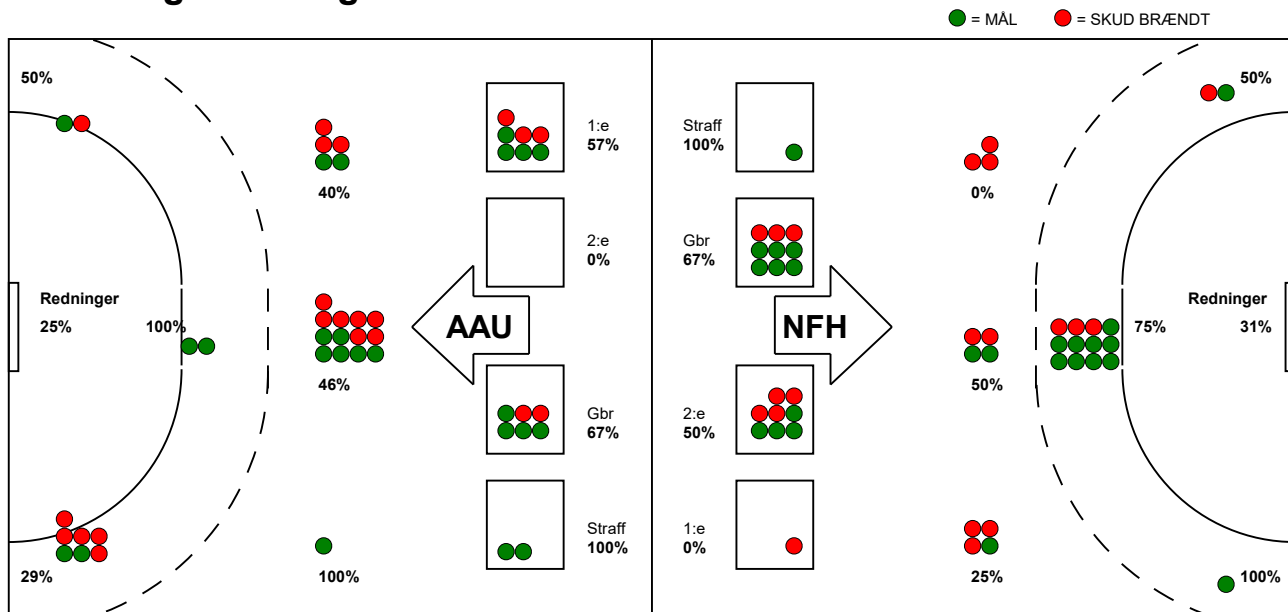 = MÅL = SKUD BRÆNDT
50%
50%
1:e
57%
Straff
100%
40%
0%
2:e
0%
Gbr
67%
Redninger
25%
100%
AAU
NFH
75%
Redninger
31%
46%
50%
Gbr
67%
2:e
50%
Straff
100%
1:e
0%
29%
100%
25%
100%